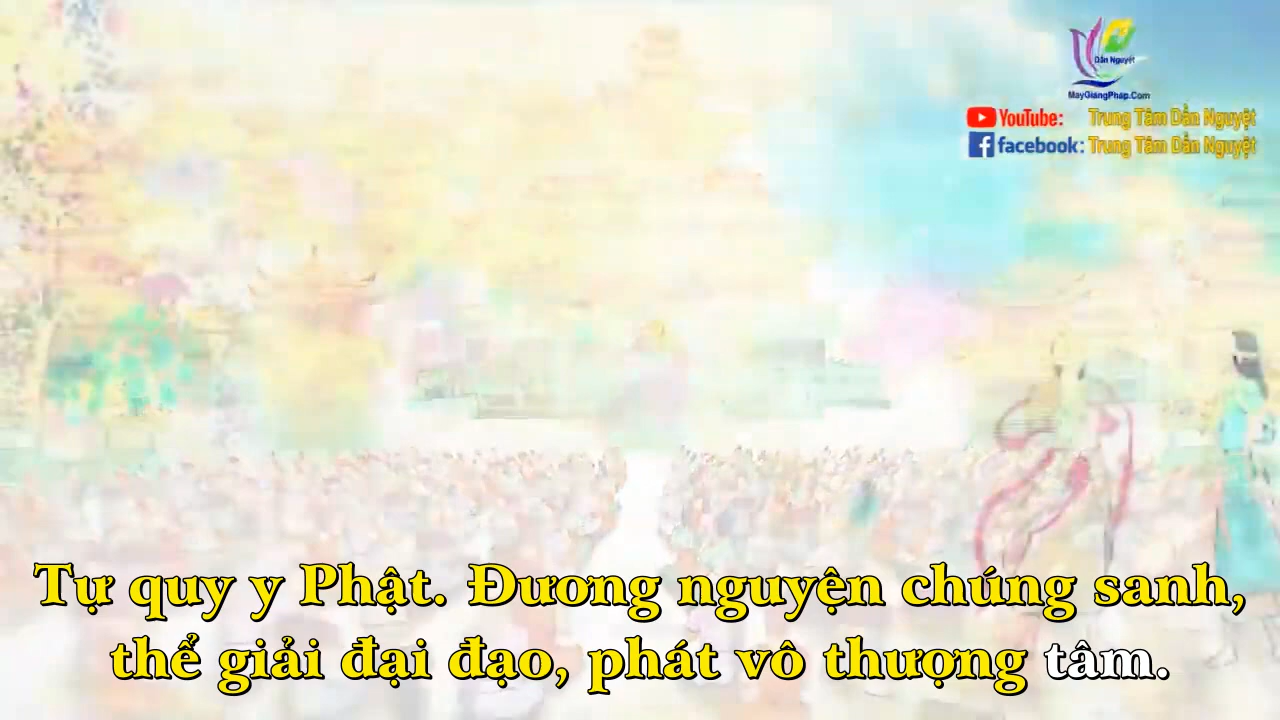 Dần Nguyệt
MayGiangPhap.Com
YouTube: Trung Tâm Dần Nguyệt
facebook: Trung Tâm Dần Nguyệt
Tự quy y Phật. Đương nguyện chúng sanh,
thể giải đại đạo, phát vô thượng tâm.